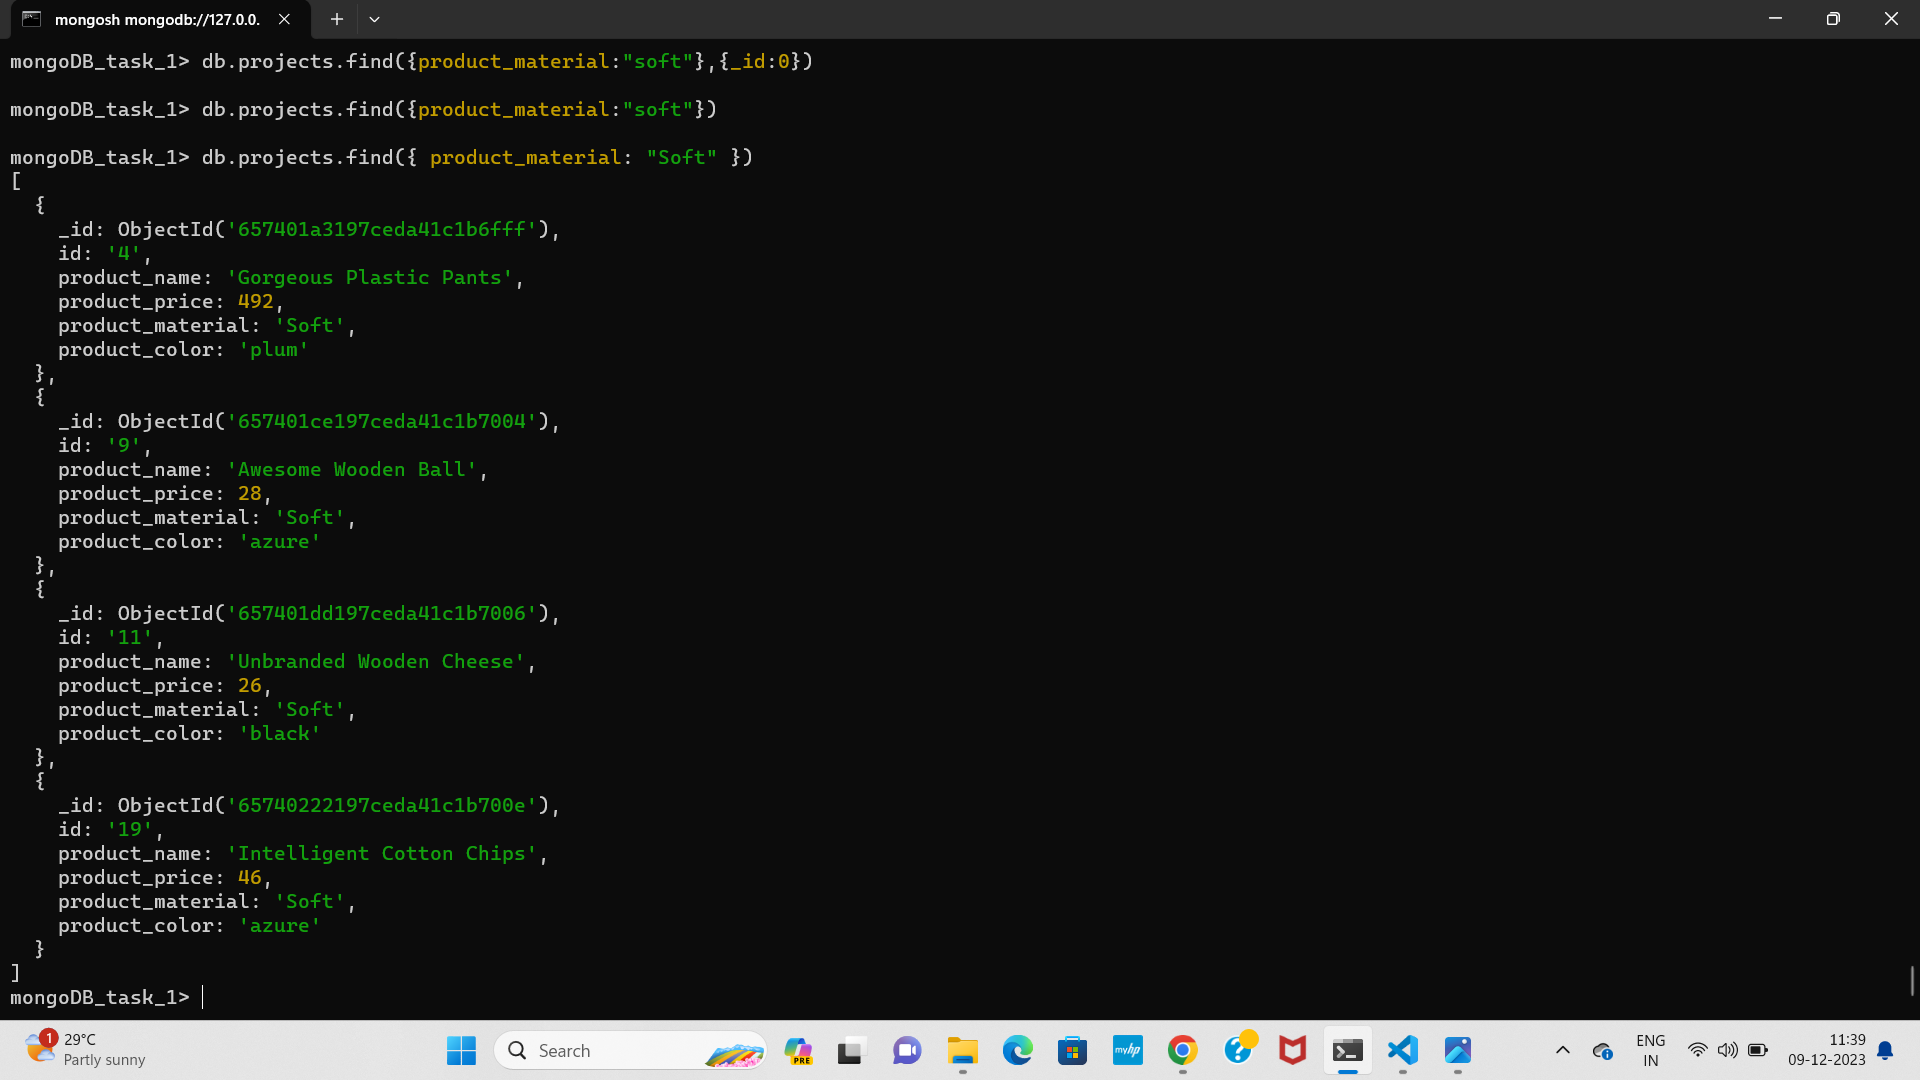 mongosh mongodb://127.0.0.
mongoDB_task_1> db.projects.find({product_material:"soft"},{_id:0})
mongoDB_task_1> db.projects.find({product_material:"soft"})
mongoDB_task_1> db.projects.find({ product_material: "Soft" })
[
  {
    _id: ObjectId('657401a3197ceda41c1b6fff'),
    id: '4',
    product_name: 'Gorgeous Plastic Pants',
    product_price: 492,
    product_material: 'Soft',
    product_color: 'plum'
  },
  {
    _id: ObjectId('657401ce197ceda41c1b7004'),
    id: '9',
    product_name: 'Awesome Wooden Ball',
    product_price: 28,
    product_material: 'Soft',
    product_color: 'azure'
  },
  {
    _id: ObjectId('657401dd197ceda41c1b7006'),
    id: '11',
    product_name: 'Unbranded Wooden Cheese',
    product_price: 26,
    product_material: 'Soft',
    product_color: 'black'
  },
  {
    _id: ObjectId('65740222197ceda41c1b700e'),
    id: '19',
    product_name: 'Intelligent Cotton Chips',
    product_price: 46,
    product_material: 'Soft',
    product_color: 'azure'
  }
]
mongoDB_task_1>
1
29°C
Partly sunny
Search
PRE
myhp
ENG
IN
11:39
09-12-2023